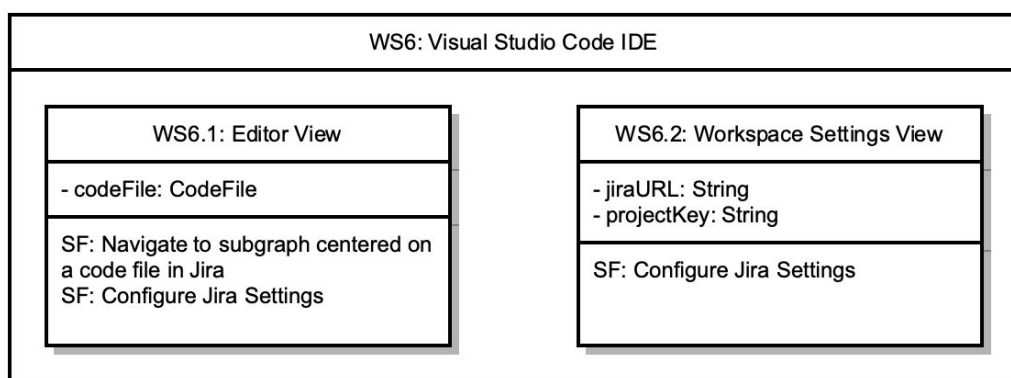 WS6: Visual Studio Code IDE
WS6.1: Editor View
- codeFile: CodeFile
SF: Navigate to subgraph centered on
a code file in Jira
SF: Configure Jira Settings
WS6.2: Workspace Settings View
- jiraURL: String
- projectKey: String
SF: Configure Jira Settings